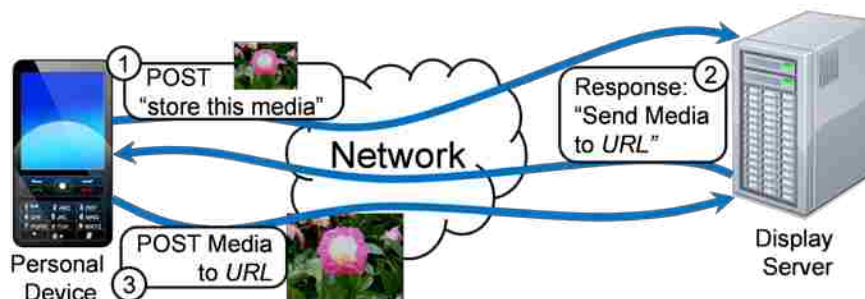 1
POST
“store this media”
2
Response:
“Send Media
to URL”
Network
POST Media
to URL
3
Personal
Device
Display
Server